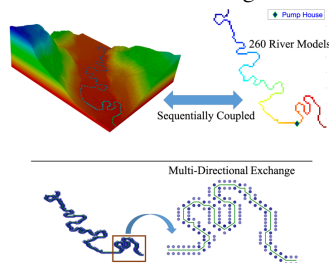 Pump House
260 River Models
Sequentially Coupled
Multi-Directional Exchange